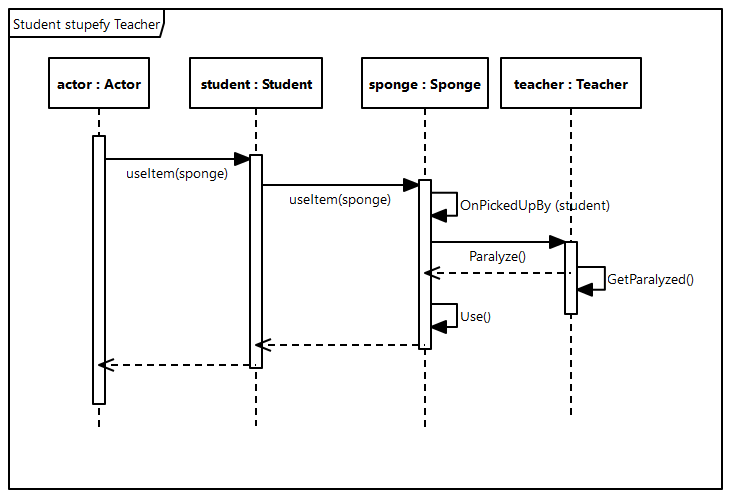 Student stupefy Teacher
actor : Actor
student : Student
sponge : Sponge
teacher : Teacher
useItem(sponge)
useItem(sponge)
OnPickedUpBy (student)
Paralyze()
GetParalyzed()
Use()